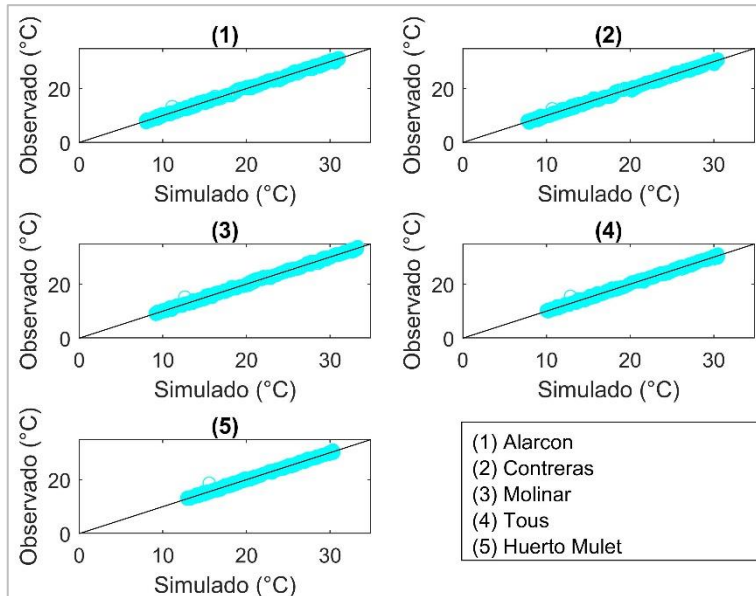 (1)
Observado (°C)
20
0
0
10
20
30
Simulado (°C)
(2)
Observado (°C)
20
0
0
10
20
30
Simulado (°C)
(3)
Observado (°C)
20
0
0
10
20
30
Simulado (°C)
(4)
Observado (°C)
20
0
0
10
20
30
Simulado (°C)
(5)
Observado (°C)
20
0
0
10
20
30
Simulado (°C)
(1) Alarcon
(2) Contreras
(3) Molinar
(4) Tous
(5) Huerto Mulet